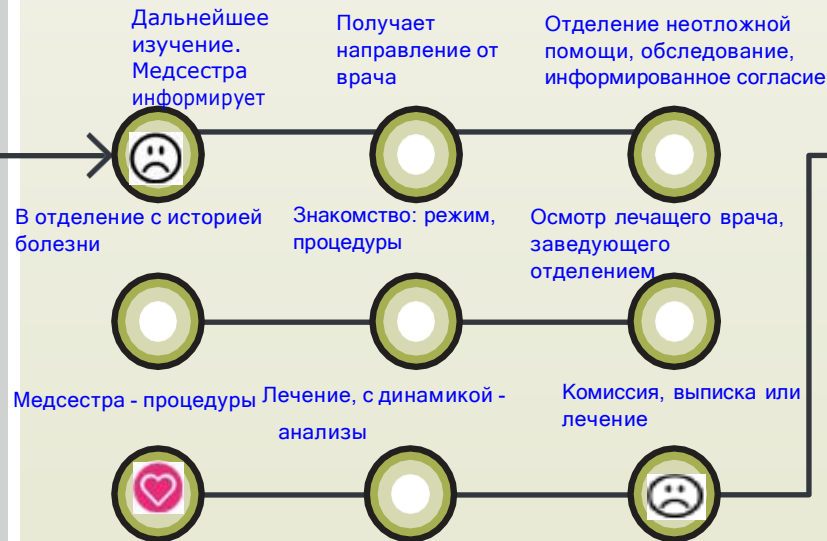 Дальнейшее
изучение.
Медсестра
информирует
Получает
направление от
врача
Отделение неотложной
помощи, обследование,
информированное согласие
В отделение с историей
болезни
Знакомство: режим,
процедуры
Осмотр лечащего врача,
заведующего
отделением
Медсестра - процедуры
Лечение, с динамикой -
анализы
Комиссия, выписка или
лечение